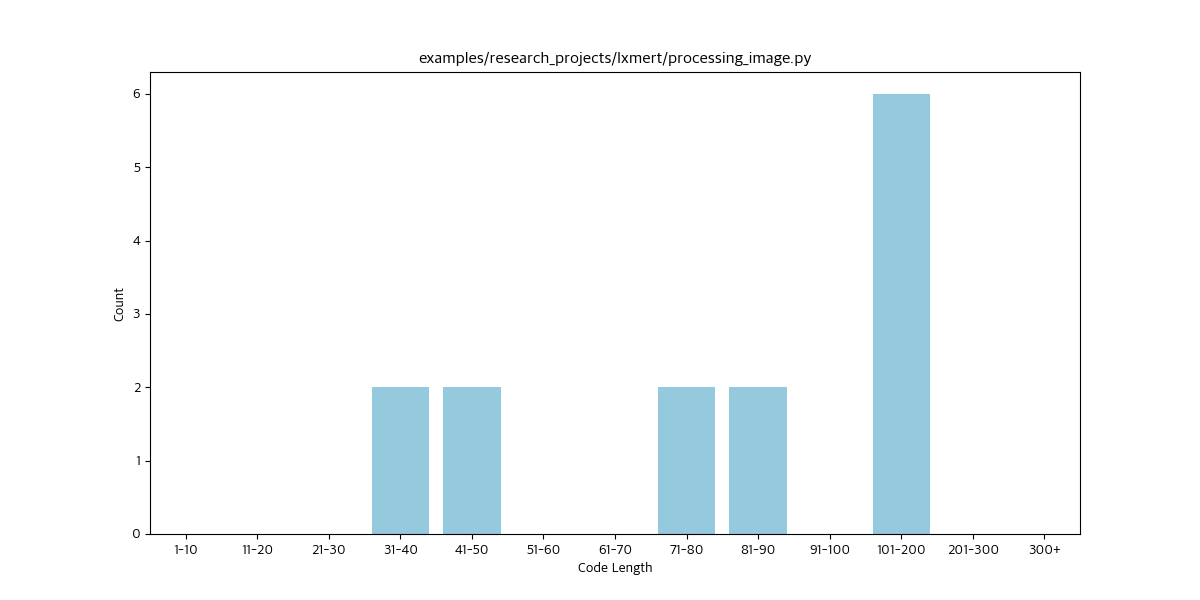 examples/research_projects/lxmert/processing_image.py
6
5
4
3
2
1
0
Count
1-10 11-20 21-30 31-40 41-50 51-60 61-70 71-80 81-90 91-100 101-200 201-300 300+
Code Length